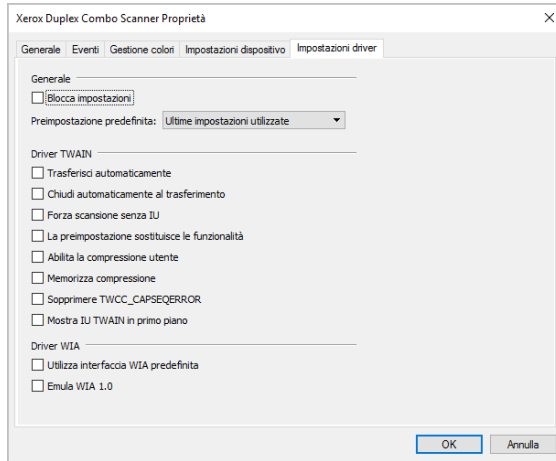 Xerox Duplex Combo Scanner Proprietà
Generale Eventi Gestione colori Impostazioni dispositivo Impostazioni driver
Generale
Blocca impostazioni
Preimpostazione predefinita: Ultime impostazioni utilizzate
Driver TWAIN
Trasferisci automaticamente
Chiudi automaticamente al trasferimento
Forza scansione senza IU
La preimpostazione sostituisce le funzionalità
Abilita la compressione utente
Memorizza compressione
Sopprimere TWCC_CAPSEQERROR
Mostra IU TWAIN in primo piano
Driver WIA
Utilizza interfaccia WIA predefinita
Emula WIA 1.0
OK Annulla